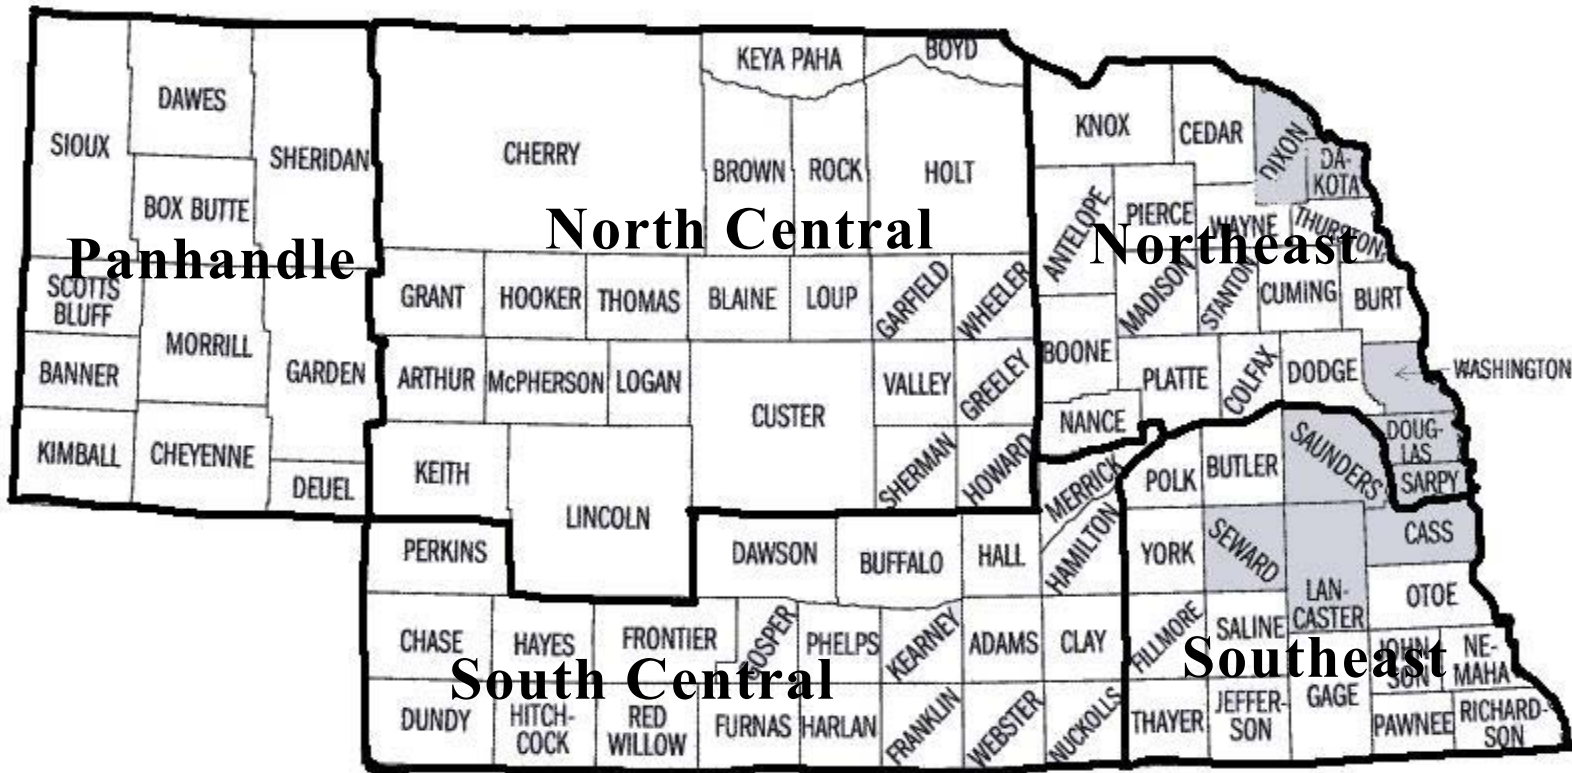 KEYA PAHA
BOYD
DAWES
SIOUX
SHERIDAN
CHERRY
BROWN
ROCK
HOLT
KNOX
CEDAR
DIXON
DA-
KOTA
BOX BUTTE
ANTELOPE
PIERCE
WAYNE
THURSTON
Panhandle
North Central
Northeast
SCOTTS
BLUFF
MORRILL
GARDEN
GRANT
HOOKER
THOMAS
BLAINE
LOUP
GARFIELD
WHEELER
MADISON
STANTON
CUMING
BURT
BANNER
ARTHUR
McPHERSON
LOGAN
CUSTER
VALLEY
GREELEY
BOONE
PLATTE
COLFAX
DODGE
WASHINGTON
NANCE
KIMBALL
CHEYENNE
DEUEL
KEITH
LINCOLN
SHERMAN
HOWARD
MERRICK
POLK
BUTLER
SAUNDERS
DOUG-
LAS
SARPY
PERKINS
DAWSON
BUFFALO
HALL
HAMILTON
YORK
SEWARD
LAN-
CASTER
CASS
OTOE
CHASE
HAYES
FRONTIER
GOSPER
PHELPS
KEARNEY
ADAMS
CLAY
FILLMORE
SALINE
JOHN-
SON
NE-
MAHA
South Central
Southeast
DUNDY
HITCH-
COCK
RED
WILLOW
FURNAS
HARLAN
FRANKLIN
WEBSTER
NUCKOLLS
THAYER
JEFFER-
SON
GAGE
PAWNEE
RICHARD-
SON